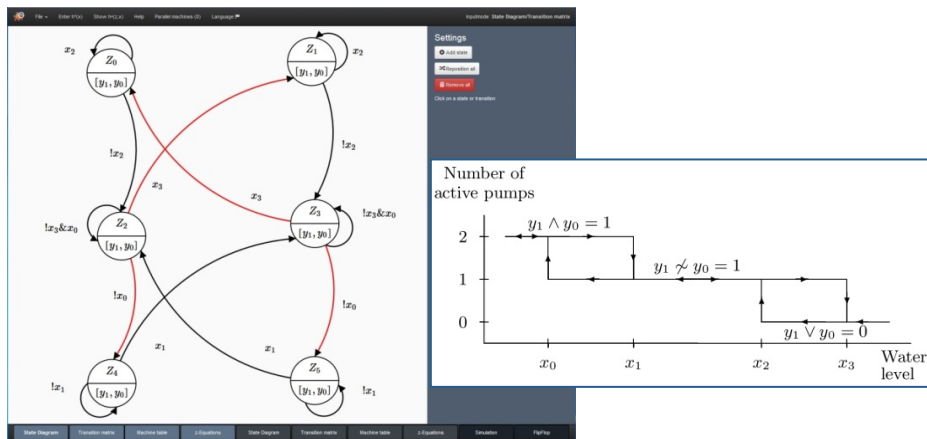 File
Enter h*(x)
Show h*(z,x)
Help
Parallel machines (0)
Language
Inputmode: State Diagram/Transition matrix
Settings
Add state
Reposition all
Remove all
Click on a state or transition
x₂
Z₀
[y₁, y₀]
Z₁
[y₁, y₀]
x₂
!x₂
!x₂
x₃
x₃
!x₃&x₀
Z₂
[y₁, y₀]
Z₃
[y₁, y₀]
!x₃&x₀
!x₀
!x₀
x₁
x₁
!x₁
Z₄
[y₁, y₀]
Z₅
[y₁, y₀]
!x₁
State Diagram
Transition matrix
Machine table
z-Equations
State Diagram
Transition matrix
Machine table
z-Equations
Simulation
FlipFlop
Number of
active pumps
y₁ ∧ y₀ = 1
2
y₁ ≁ y₀ = 1
1
0
y₁ ∨ y₀ = 0
x₀
x₁
x₂
x₃
Water
level